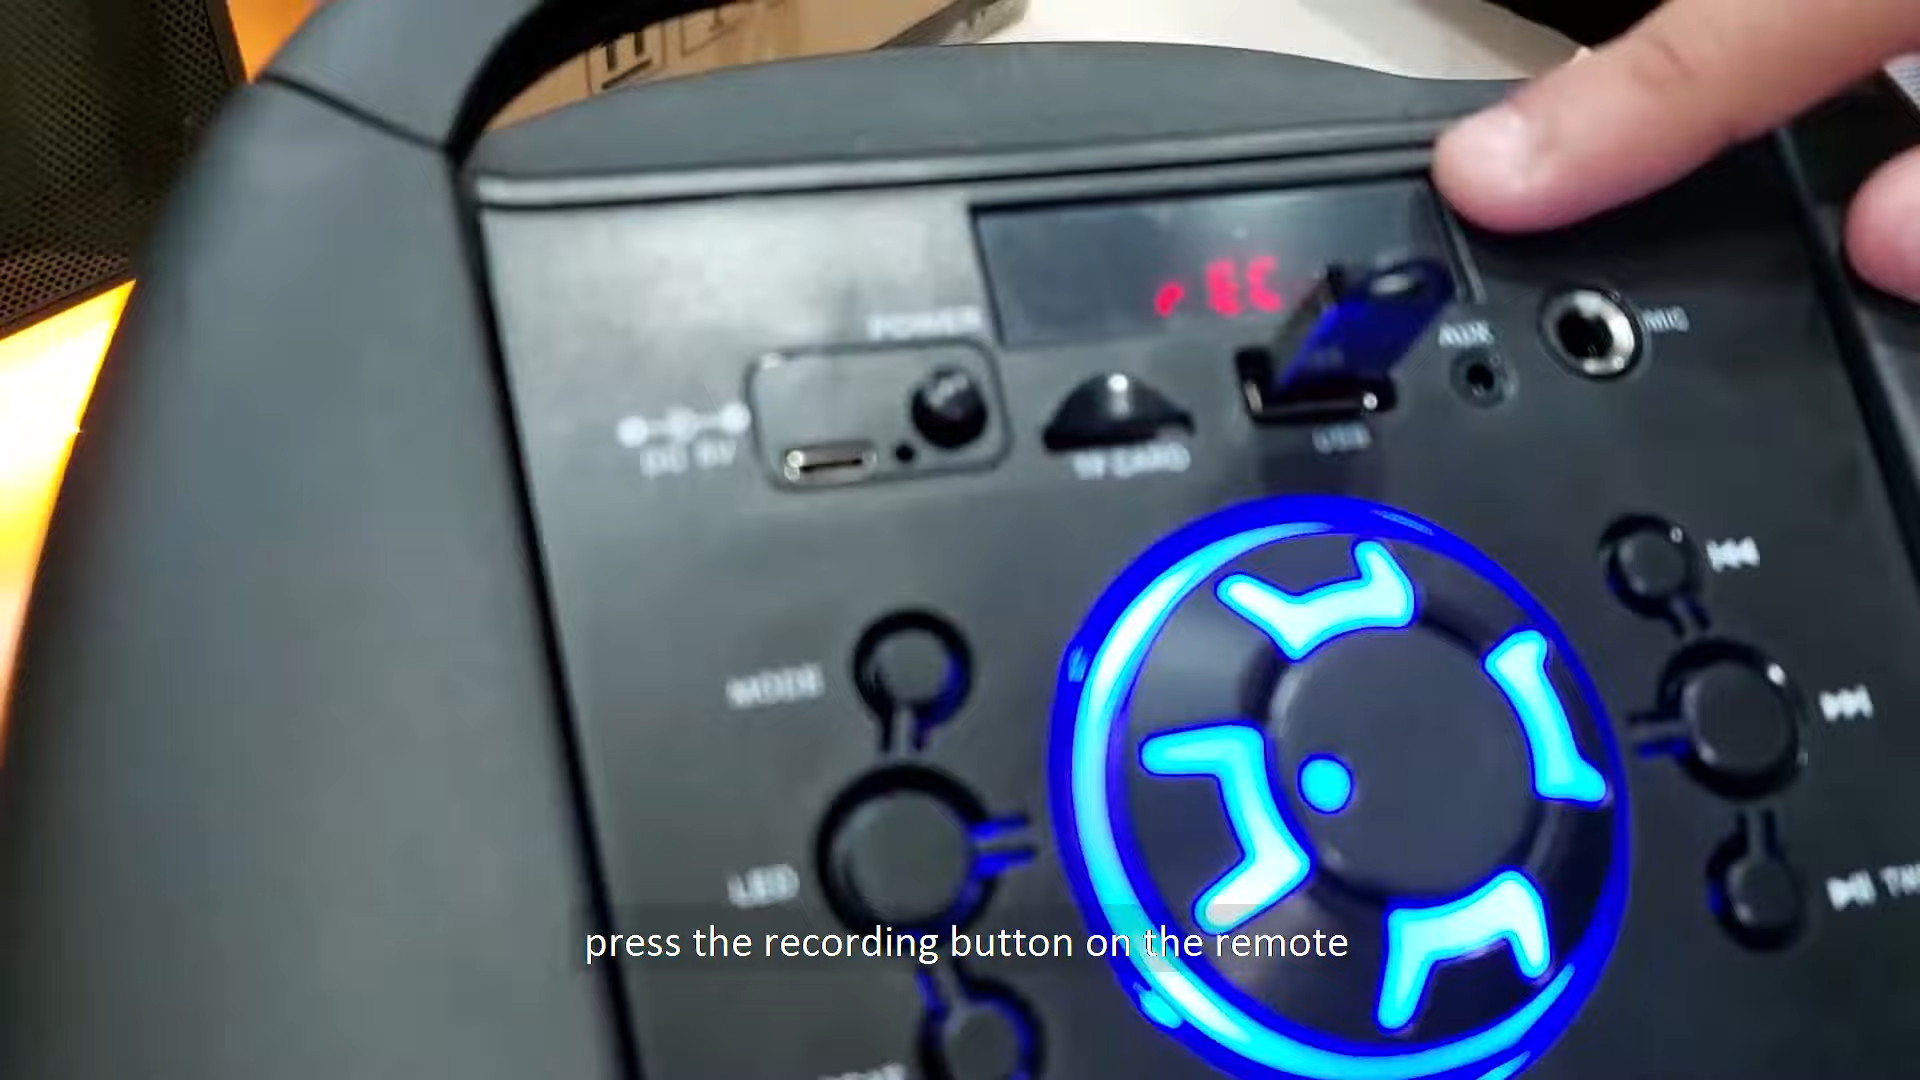 rEC
POWER
MIC
AUX
DC 5V
TF CARD
USB
MODE
LED
press the recording button on the remote